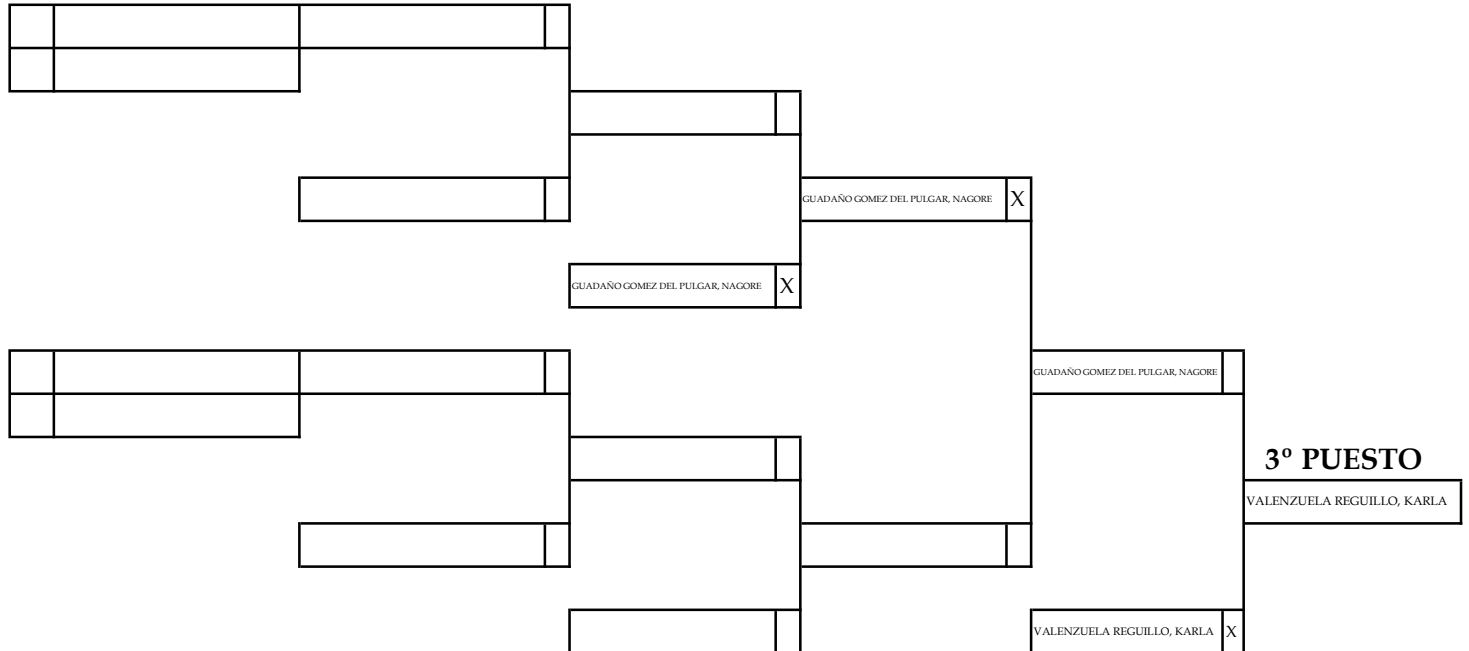 GUADAÑO GOMEZ DEL PULGAR, NAGORE X
GUADAÑO GOMEZ DEL PULGAR, NAGORE X
GUADAÑO GOMEZ DEL PULGAR, NAGORE
3º PUESTO
VALENZUELA REGUILLO, KARLA
VALENZUELA REGUILLO, KARLA X